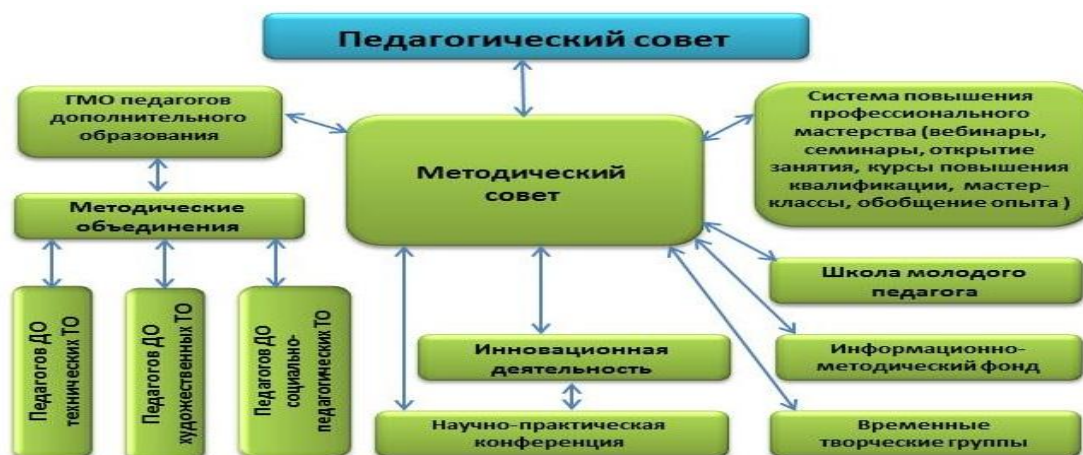 Педагогический совет
ГМО педагогов
дополнительного
образования
Методический
совет
Система повышения
профессионального
мастерства (вебинары,
семинары, открытие
занятия, курсы повышения
квалификации, мастер-
классы, обобщение опыта )
Методические
объединения
Педагогов ДО
технических ТО
Педагогов ДО
художественных ТО
Педагогов ДО
социально-
педагогических ТО
Школа молодого
педагога
Инновационная
деятельность
Информационно-
методический фонд
Научно-практическая
конференция
Временные
творческие группы